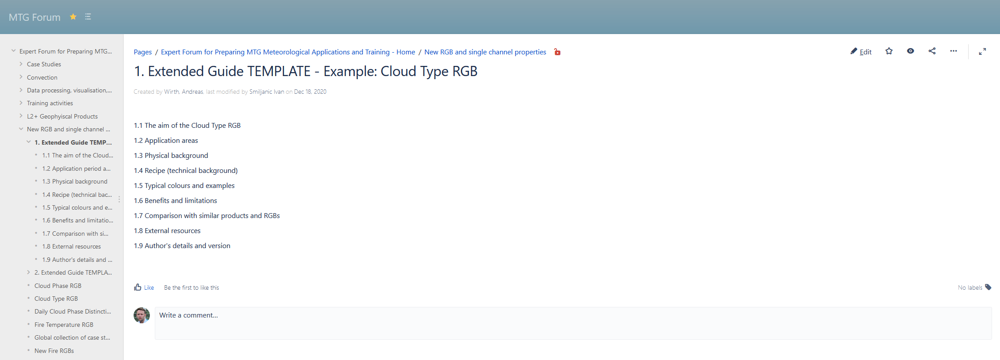 MTG Forum
Expert Forum for Preparing MTG...
Case Studies
Convection
Data processing, visualisation,...
Training activities
L2+ Geophyiscal Products
New RGB and single channel ...
1. Extended Guide TEMP...
1.1 The aim of the Cloud...
1.2 Application period a...
1.3 Physical background
1.4 Recipe (technical bac...
1.5 Typical colours and e...
1.6 Benefits and limitatio...
1.7 Comparison with si...
1.8 External resources
1.9 Author's details and ...
2. Extended Guide TEMPLA...
Cloud Phase RGB
Cloud Type RGB
Daily Cloud Phase Distincti...
Fire Temperature RGB
Global collection of case st...
New Fire RGBs
Pages / Expert Forum for Preparing MTG Meteorological Applications and Training - Home / New RGB and single channel properties
Edit
1. Extended Guide TEMPLATE - Example: Cloud Type RGB
Created by Wirth, Andreas, last modified by Smiljanic Ivan on Dec 18, 2020
1.1 The aim of the Cloud Type RGB
1.2 Application areas
1.3 Physical background
1.4 Recipe (technical background)
1.5 Typical colours and examples
1.6 Benefits and limitations
1.7 Comparison with similar products and RGBs
1.8 External resources
1.9 Author's details and version
Like Be the first to like this
No labels
Write a comment...